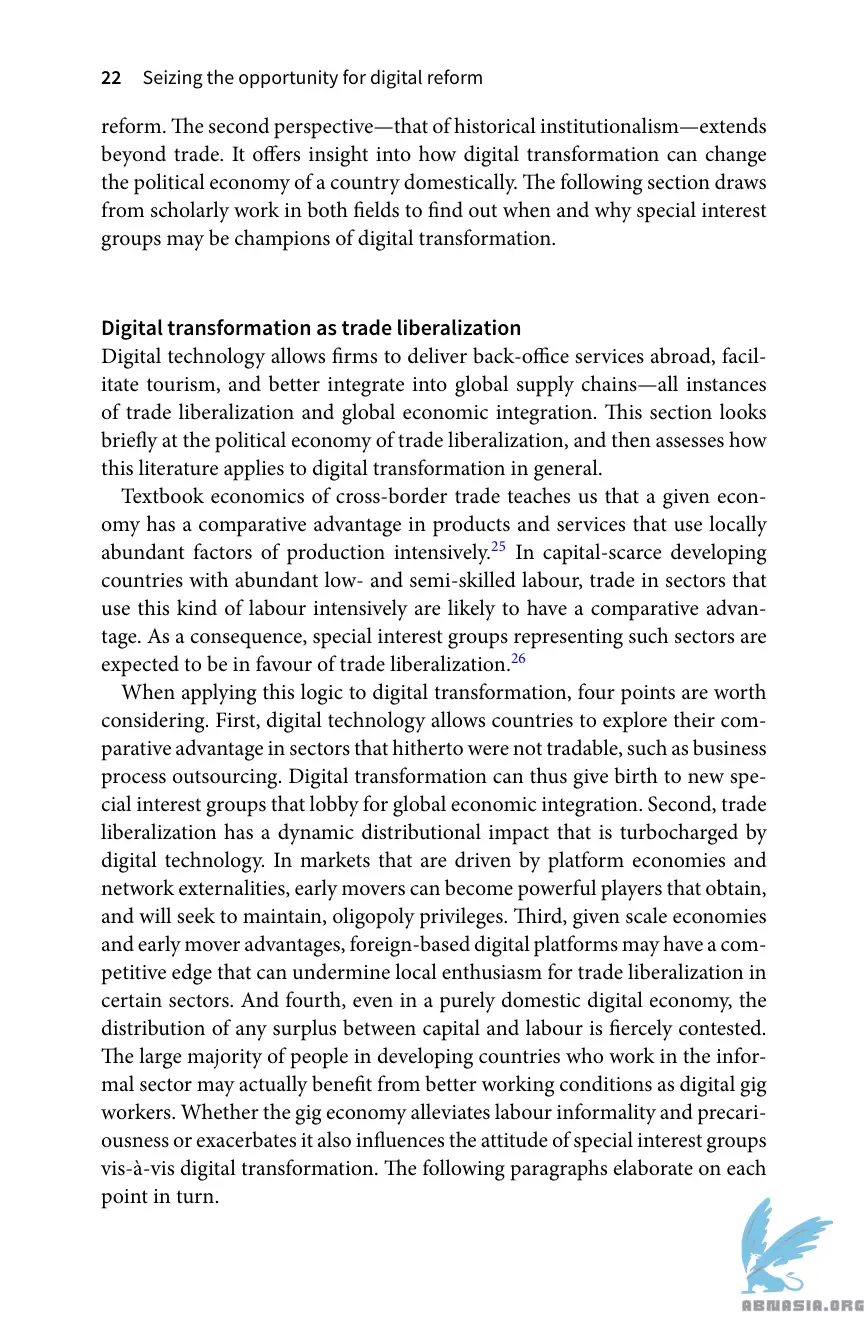 22 Seizing the opportunity for digital reform
reform. The second perspective—that of historical institutionalism—extends
beyond trade. It offers insight into how digital transformation can change
the political economy of a country domestically. The following section draws
from scholarly work in both fields to find out when and why special interest
groups may be champions of digital transformation.
Digital transformation as trade liberalization
Digital technology allows firms to deliver back-office services abroad, facil-
itate tourism, and better integrate into global supply chains—all instances
of trade liberalization and global economic integration. This section looks
briefly at the political economy of trade liberalization, and then assesses how
this literature applies to digital transformation in general.
Textbook economics of cross-border trade teaches us that a given econ-
omy has a comparative advantage in products and services that use locally
abundant factors of production intensively.25 In capital-scarce developing
countries with abundant low- and semi-skilled labour, trade in sectors that
use this kind of labour intensively are likely to have a comparative advan-
tage. As a consequence, special interest groups representing such sectors are
expected to be in favour of trade liberalization.26
When applying this logic to digital transformation, four points are worth
considering. First, digital technology allows countries to explore their com-
parative advantage in sectors that hitherto were not tradable, such as business
process outsourcing. Digital transformation can thus give birth to new spe-
cial interest groups that lobby for global economic integration. Second, trade
liberalization has a dynamic distributional impact that is turbocharged by
digital technology. In markets that are driven by platform economies and
network externalities, early movers can become powerful players that obtain,
and will seek to maintain, oligopoly privileges. Third, given scale economies
and early mover advantages, foreign-based digital platforms may have a com-
petitive edge that can undermine local enthusiasm for trade liberalization in
certain sectors. And fourth, even in a purely domestic digital economy, the
distribution of any surplus between capital and labour is fiercely contested.
The large majority of people in developing countries who work in the infor-
mal sector may actually benefit from better working conditions as digital gig
workers. Whether the gig economy alleviates labour informality and precari-
ousness or exacerbates it also influences the attitude of special interest groups
vis-à-vis digital transformation. The following paragraphs elaborate on each
point in turn.
ABNASIA.ORG